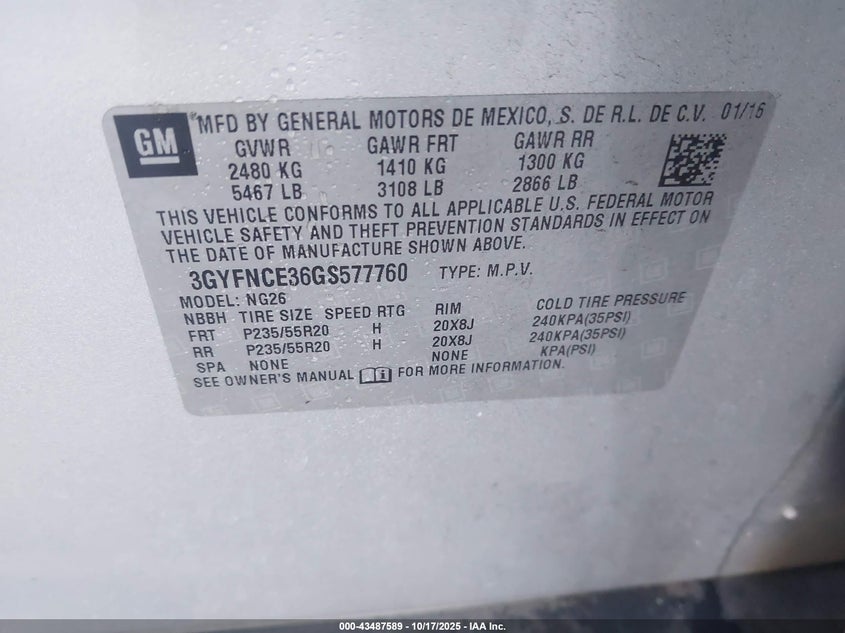 GM
®MFD BY GENERAL MOTORS DE MEXICO, S. DE R.L. DE C.V. 01/16
GVWR GAWR FRT GAWR RR
2480 KG 1410 KG 1300 KG
5467 LB 3108 LB 2866 LB
THIS VEHICLE CONFORMS TO ALL APPLICABLE U.S. FEDERAL MOTOR
VEHICLE SAFETY AND THEFT PREVENTION STANDARDS IN EFFECT ON
THE DATE OF MANUFACTURE SHOWN ABOVE.
3GYFNCE36GS577760 TYPE: M.P.V.
MODEL: NG26
NBBH TIRE SIZE SPEED RTG RIM COLD TIRE PRESSURE
FRT P235/55R20 H 20X8J 240KPA(35PSI)
RR P235/55R20 H 20X8J 240KPA(35PSI)
SPA NONE NONE KPA(PSI)
SEE OWNER'S MANUAL FOR MORE INFORMATION.
000-43487589 - 10/17/2025 - IAA Inc.